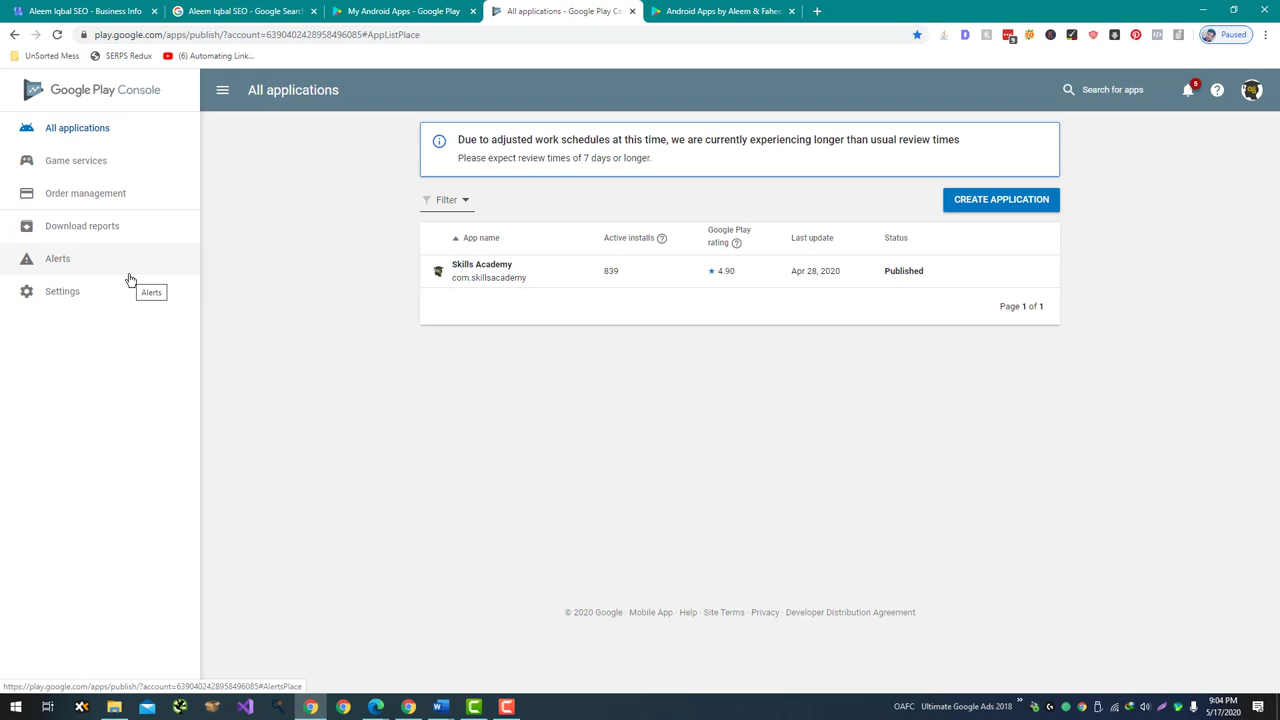 Aleem Iqbal SEO - Business Info
Aleem Iqbal SEO - Google Search
My Android Apps - Google Play
All applications - Google Play Co
Android Apps by Aleem & Fahee
play.google.com/apps/publish/?account=6390402428958496085#AppListPlace
9
Paused
UnSorted Mess
SERPS Redux
(6) Automating Link...
Google Play Console
All applications
Search for apps
5
All applications
Game services
Order management
Download reports
Alerts
Settings
Alerts
Due to adjusted work schedules at this time, we are currently experiencing longer than usual review times
Please expect review times of 7 days or longer.
Filter
CREATE APPLICATION
App name
Active installs
Google Play
rating
Last update
Status
Skills Academy
com.skillsacademy
839
4.90
Apr 28, 2020
Published
Page 1 of 1
© 2020 Google · Mobile App · Help · Site Terms · Privacy · Developer Distribution Agreement
https://play.google.com/apps/publish/?account=6390402428958496085#AlertsPlace
OAFC
Ultimate Google Ads 2018
9:04 PM
5/17/2020